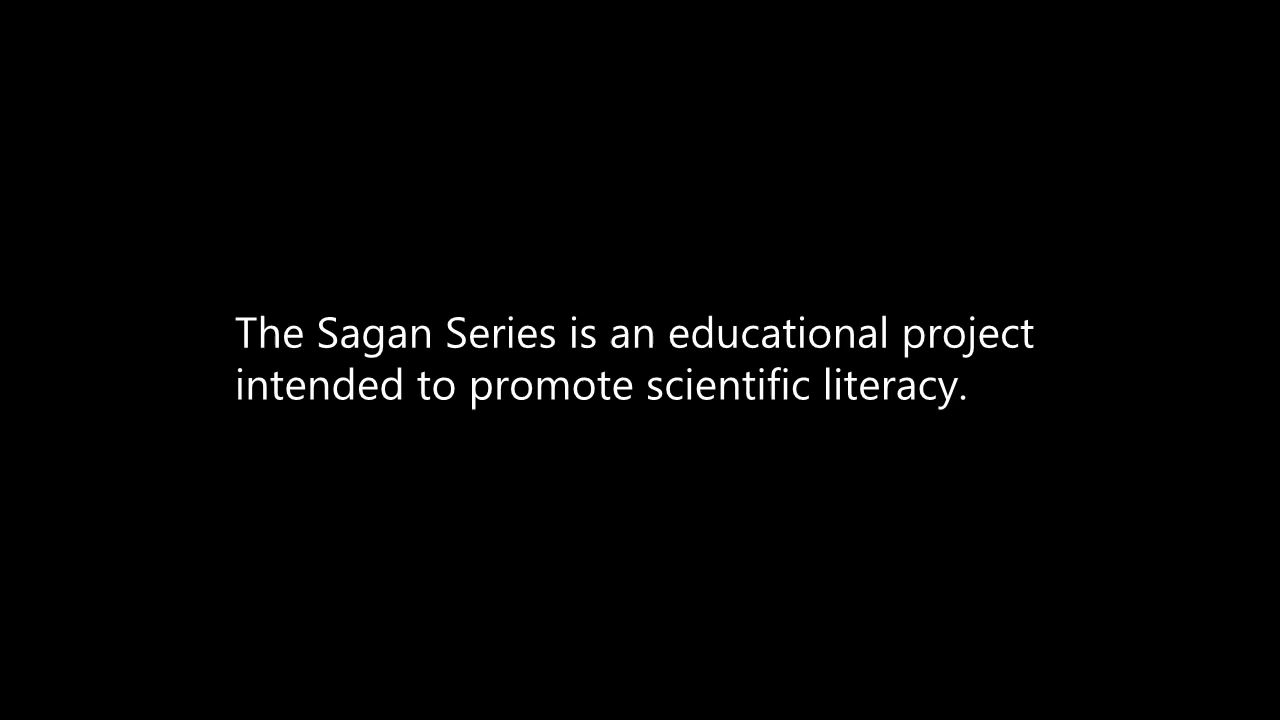 The Sagan Series is an educational project
intended to promote scientific literacy.